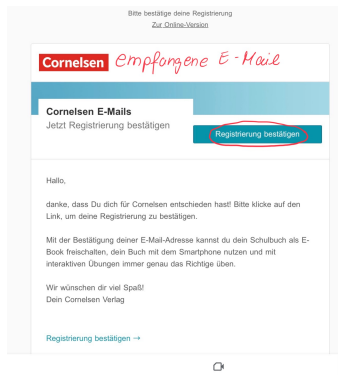 Bitte bestätige deine Registrierung
Zur Online-Version
Cornelsen empfangene E-Mail
Cornelsen E-Mails
Jetzt Registrierung bestätigen
Registrierung bestätigen
Hallo,
danke, dass Du dich für Cornelsen entschieden hast! Bitte klicke auf den
Link, um deine Registrierung zu bestätigen.
Mit der Bestätigung deiner E-Mail-Adresse kannst du dein Schulbuch als E-
Book freischalten, dein Buch mit dem Smartphone nutzen und mit
interaktiven Übungen immer genau das Richtige üben.
Wir wünschen dir viel Spaß!
Dein Cornelsen Verlag
Registrierung bestätigen →